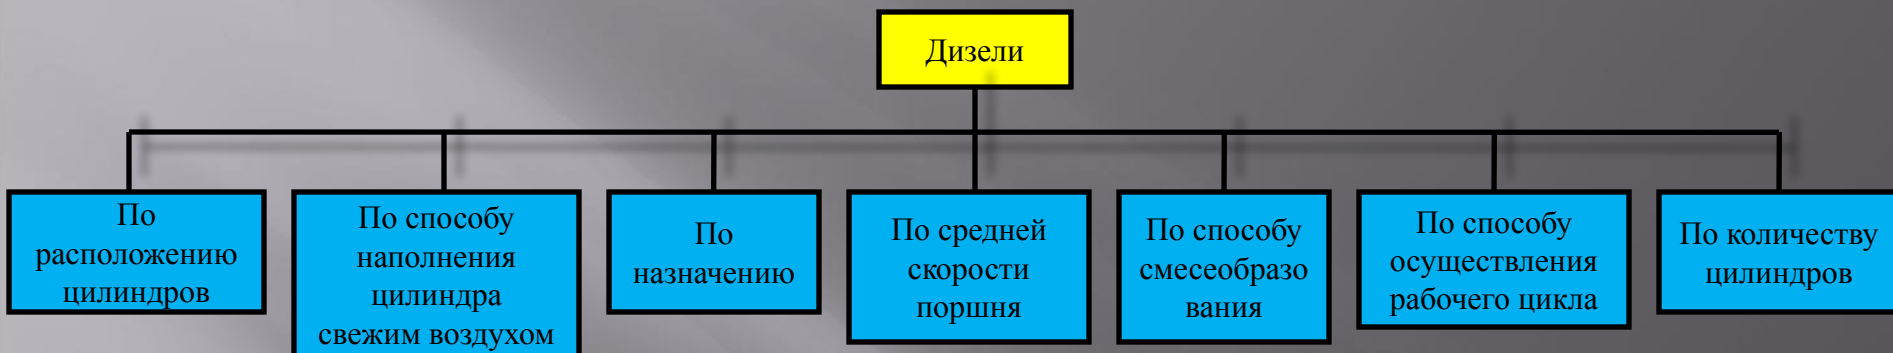 Дизели
По
расположению
цилиндров
По способу
наполнения
цилиндра
свежим воздухом
По
назначению
По средней
скорости
поршня
По способу
смесеобразо
вания
По способу
осуществления
рабочего цикла
По количеству
цилиндров